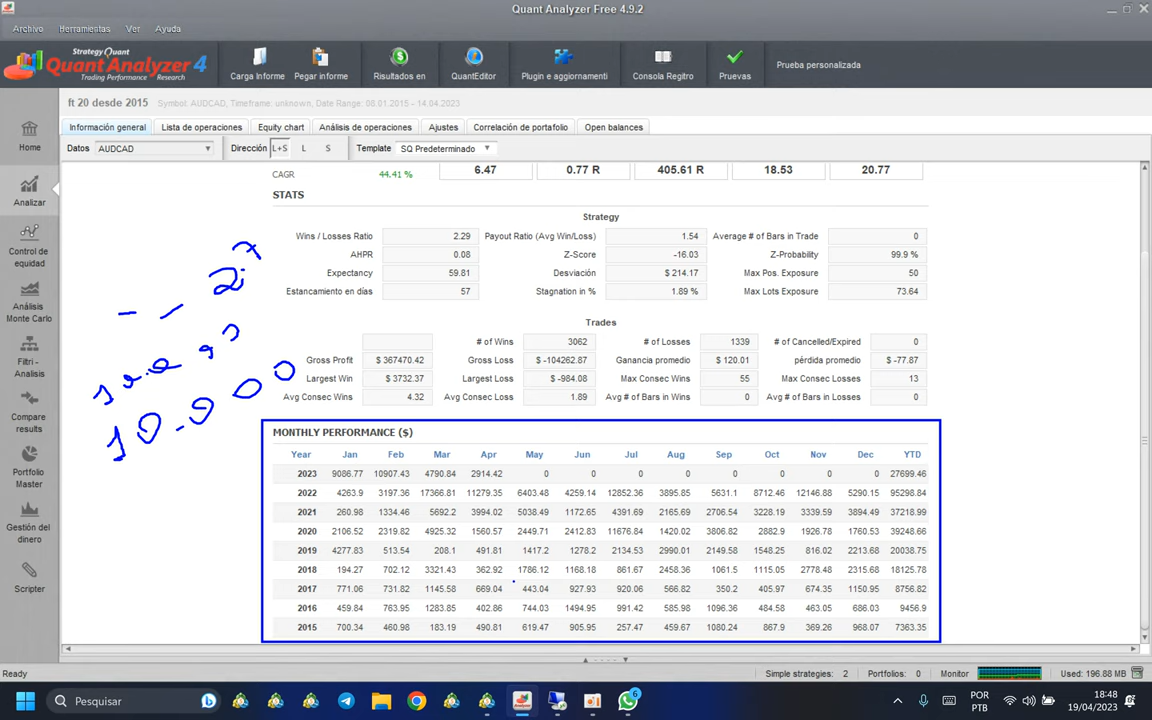 Quant Analyzer Free 4.9.2
Archivo Herramientas Ver Ayuda
Strategy Quant
QuantAnalyzer 4
Trading Performance Research
Carga Informe Pegar informe Risultados en QuantEditor Plugin e aggiornamenti Consola Regitro Pruevas Prueba personalizada
ft 20 desde 2015 Symbol: AUDCAD, Timeframe: unknown, Date Range: 08.01.2015 - 14.04.2023
Información general Lista de operaciones Equity chart Análisis de operaciones Ajustes Correlación de portafolio Open balances
Datos AUDCAD Dirección L+S L S Template SQ Predeterminado
Home
Analizar
Control de equidad
Análisis Monte Carlo
Filtri - Analisis
Compare results
Portfolio Master
Gestión del dinero
Scripter
CAGR 44.41 % 6.47 0.77 R 405.61 R 18.53 20.77
STATS
Strategy
Wins / Losses Ratio 2.29 Payout Ratio (Avg Win/Loss) 1.54 Average # of Bars in Trade 0
AHPR 0.08 Z-Score -16.03 Z-Probability 99.9 %
Expectancy 59.81 Desviación $ 214.17 Max Pos. Exposure 50
Estancamiento en días 57 Stagnation in % 1.89 % Max Lots Exposure 73.64
Trades
# of Wins 3062 # of Losses 1339 # of Cancelled/Expired 0
Gross Profit $ 367470.42 Gross Loss $ -104262.87 Ganancia promedio $ 120.01 pérdida promedio $ -77.87
Largest Win $ 3732.37 Largest Loss $ -984.08 Max Consec Wins 55 Max Consec Losses 13
Avg Consec Wins 4.32 Avg Consec Loss 1.89 Avg # of Bars in Wins 0 Avg # of Bars in Losses 0
10.000
MONTHLY PERFORMANCE ($)
Year Jan Feb Mar Apr May Jun Jul Aug Sep Oct Nov Dec YTD
2023 9086.77 10907.43 4790.84 2914.42 0 0 0 0 0 0 0 0 27699.46
2022 4263.9 3197.36 17366.81 11279.35 6403.48 4259.14 12852.36 3895.85 5631.1 8712.46 12146.88 5290.15 95298.84
2021 260.98 1334.46 5692.2 3994.02 5038.49 1172.65 4391.69 2165.69 2706.54 3228.19 3339.59 3894.49 37218.99
2020 2106.52 2319.82 4925.32 1560.57 2449.71 2412.83 11676.84 1420.02 3806.82 2882.9 1926.78 1760.53 39248.66
2019 4277.83 513.54 208.1 491.81 1417.2 1278.2 2134.53 2990.01 2149.58 1548.25 816.02 2213.68 20038.75
2018 194.27 702.12 3321.43 362.92 1786.12 1168.18 861.67 2458.36 1061.5 1115.05 2778.48 2315.68 18125.78
2017 771.06 731.82 1145.58 669.04 443.04 927.93 920.06 566.82 350.2 405.97 674.35 1150.95 8756.82
2016 459.84 763.95 1283.85 402.86 744.03 1494.95 991.42 585.98 1096.36 484.58 463.05 686.03 9456.9
2015 700.34 460.98 183.19 490.81 619.47 905.95 257.47 459.67 1080.24 867.9 369.26 968.07 7363.35
Ready Simple strategies: 2 Portfolios: 0 Monitor Used: 196.88 MB
Pesquisar 6 POR PTB 18:48 19/04/2023